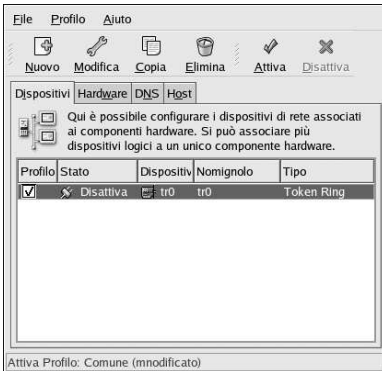 File Profilo Aiuto
Nuovo Modifica Copia Elimina Attiva Disattiva
Dispositivi Hardware DNS Host
Qui è possibile configurare i dispositivi di rete associati
ai componenti hardware. Si può associare più
dispositivi logici a un unico componente hardware.
Profilo Stato Dispositiv Nomignolo Tipo
Disattiva tr0 tr0 Token Ring
Attiva Profilo: Comune (mnodificato)